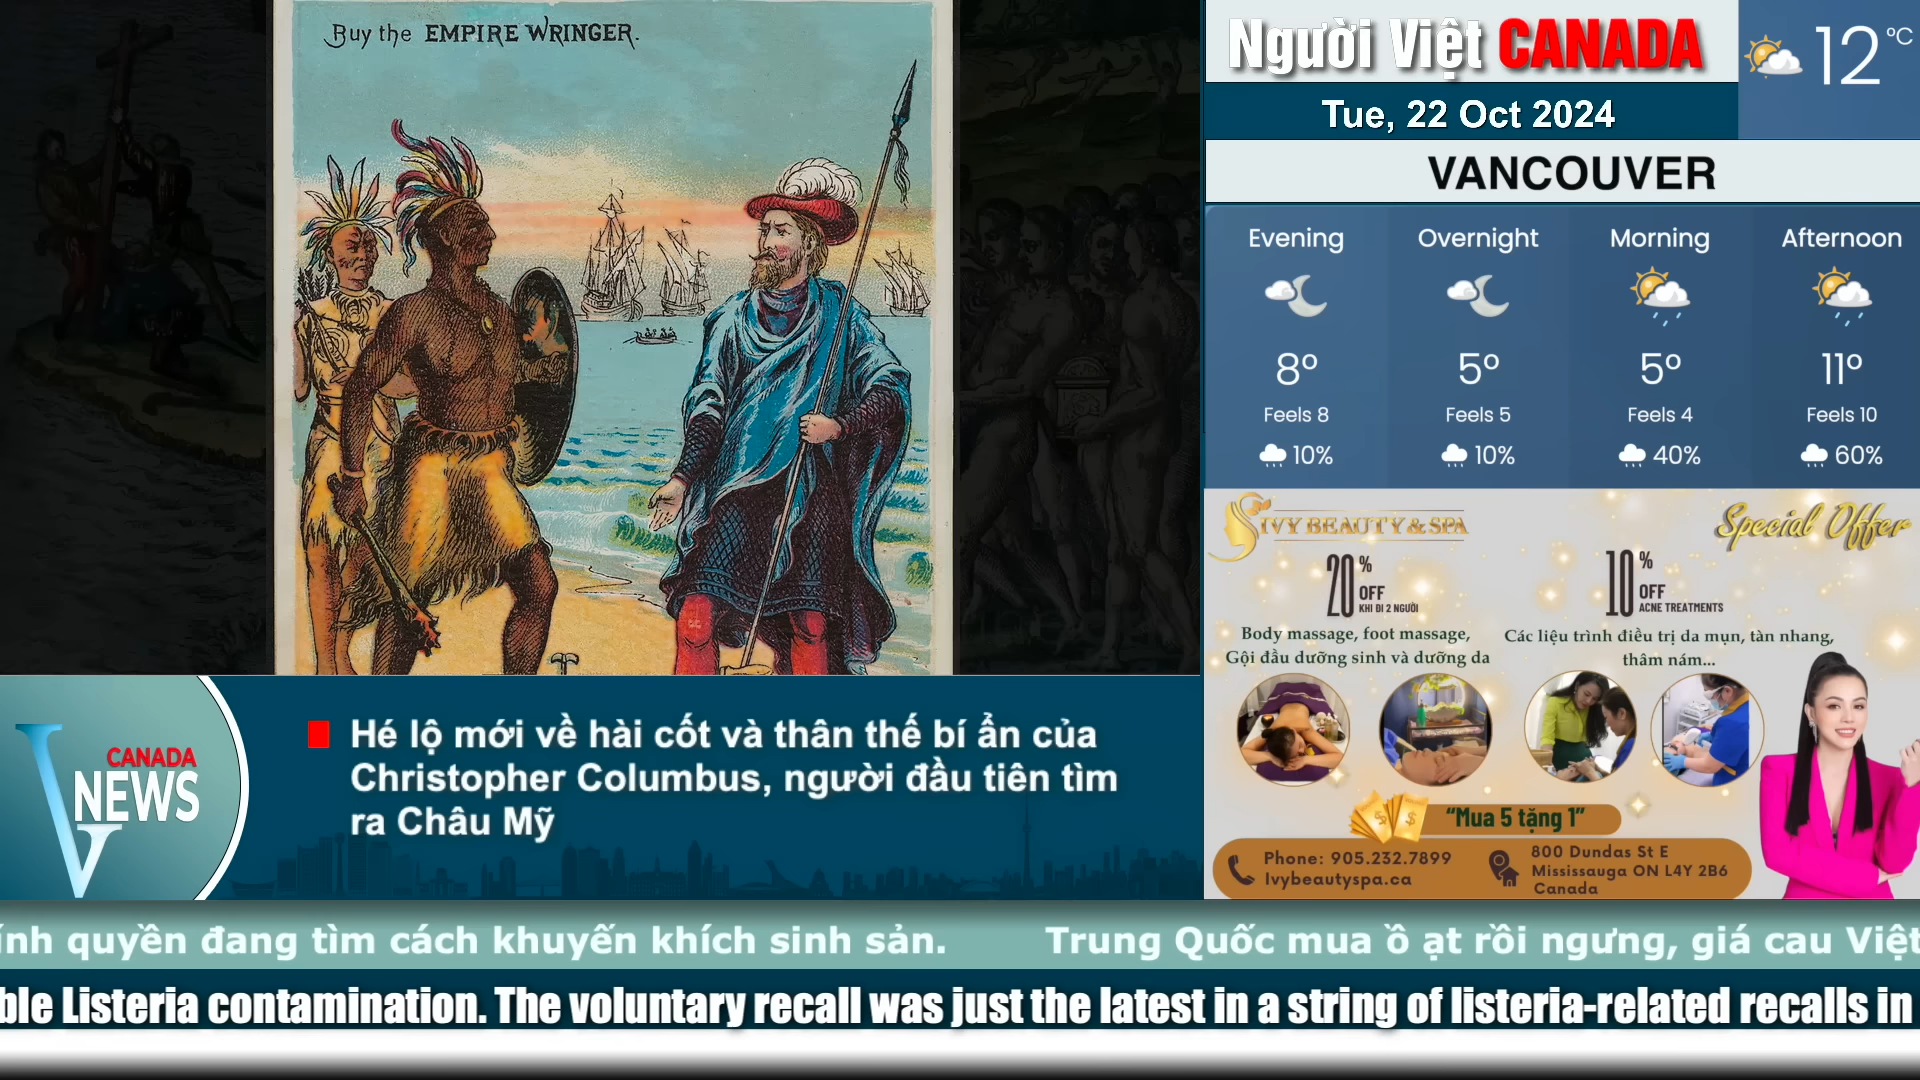 Buy the EMPIRE WRINGER.
Người Việt CANADA
Tue, 22 Oct 2024
12 °C
VANCOUVER
Evening Overnight Morning Afternoon
8° 5° 5° 11°
Feels 8 Feels 5 Feels 4 Feels 10
10% 10% 40% 60%
IVY BEAUTY & SPA
Special Offer
20% OFF
KHI ĐI 2 NGƯỜI
10% OFF
ACNE TREATMENTS
Body massage, foot massage,
Gội đầu dưỡng sinh và dưỡng da
Các liệu trình điều trị da mụn, tàn nhang,
thâm nám...
“Mua 5 tặng 1”
Phone: 905.232.7899
Ivybeautyspa.ca
800 Dundas St E
Mississauga ON L4Y 2B6
Canada
V CANADA
NEWS
Hé lộ mới về hài cốt và thân thế bí ẩn của
Christopher Columbus, người đầu tiên tìm
ra Châu Mỹ
ính quyền đang tìm cách khuyến khích sinh sản. Trung Quốc mua ồ ạt rồi ngưng, giá cau Việt
ble Listeria contamination. The voluntary recall was just the latest in a string of listeria-related recalls in